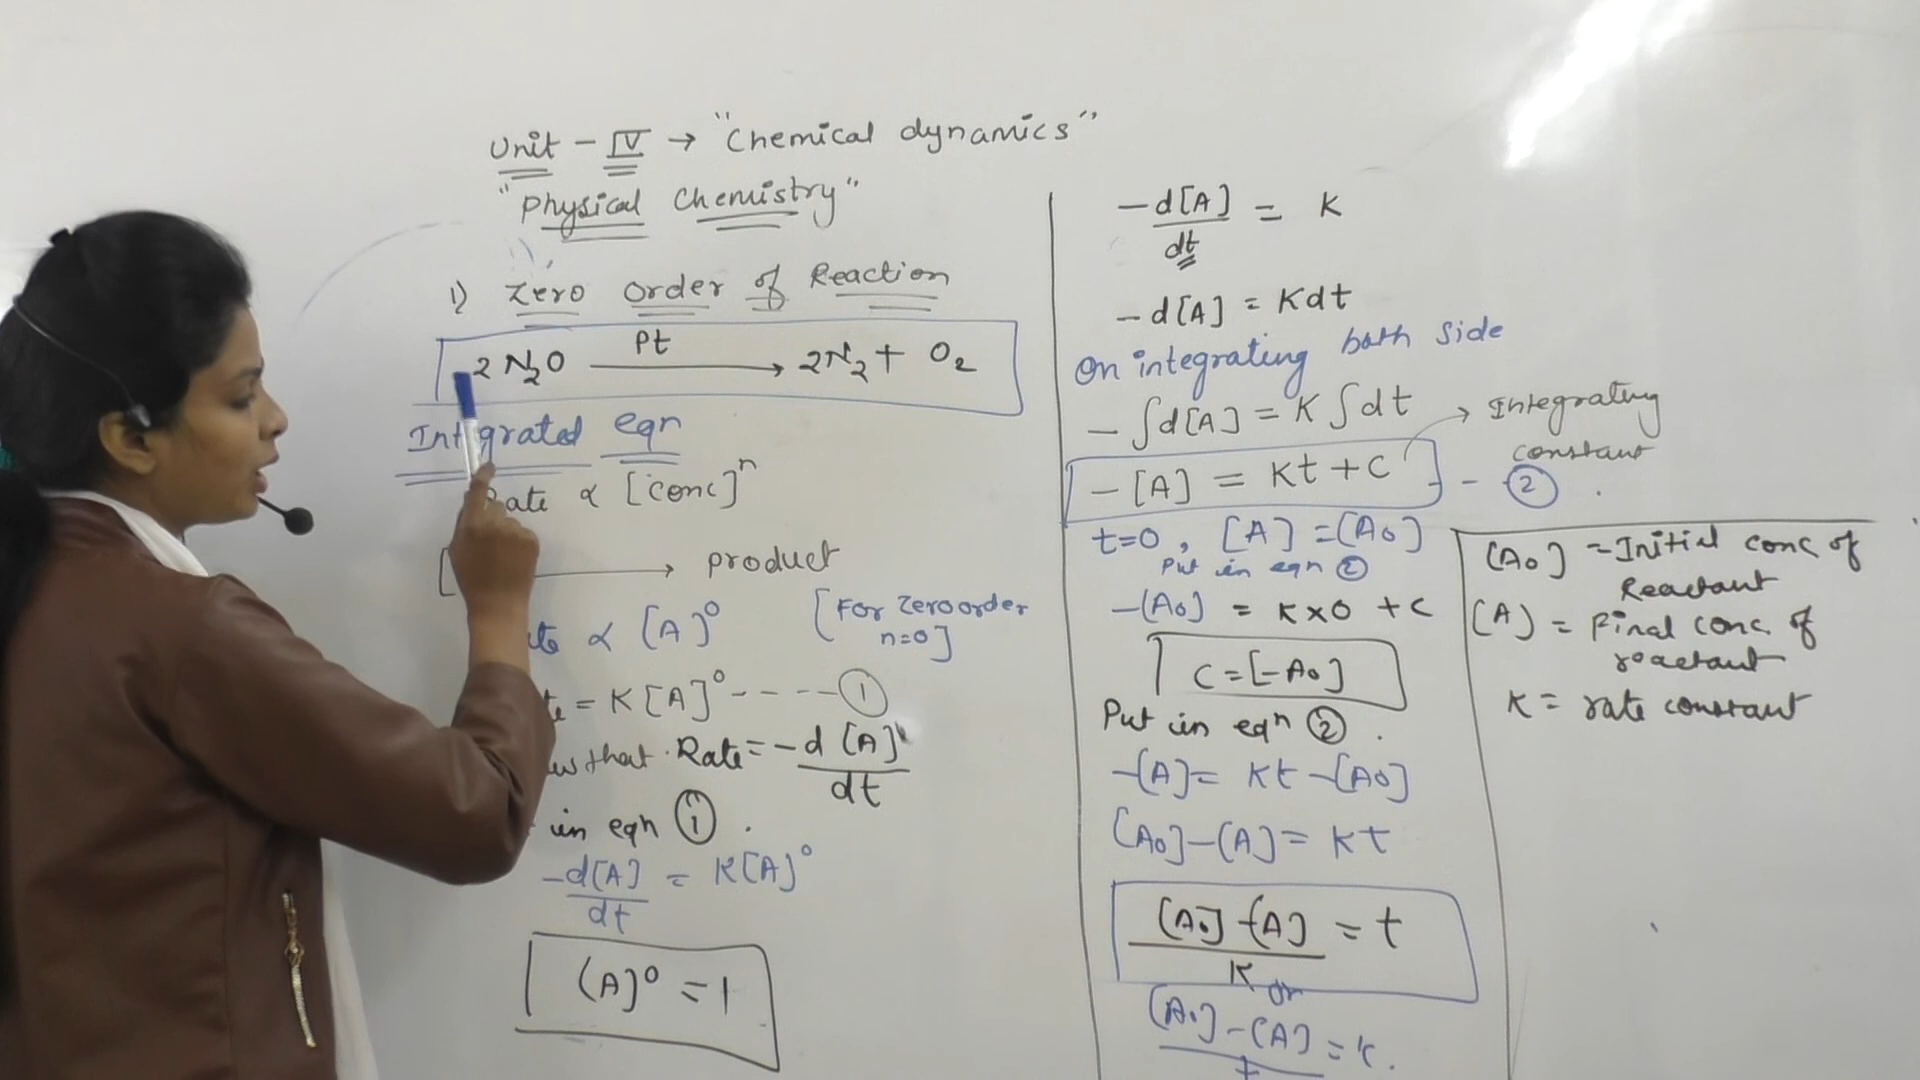 Unit - IV → "Chemical dynamics"
"Physical Chemistry"
1) Zero Order of Reaction
2 N₂O Pt → 2N₂ + O₂
Integrated eqn
Rate ∝ [conc]ⁿ
→ product
∝ [A]⁰ [For Zero order n=0]
= K[A]⁰ ---- ①
that Rate = -d[A]/dt
in eqn ①.
-d[A]/dt = K[A]⁰
(A]⁰ = 1
-d[A]/dt = K
-d[A] = Kdt
On integrating both Side
- ∫d[A] = K∫dt → Integrating constant
-[A] = Kt + C - ②
t=0, [A] = [A₀]
Put in eqn ②
-[A₀] = K×0 + C
C = [-A₀]
Put in eqⁿ ②.
-[A] = Kt -[A₀]
[A₀] - [A] = Kt
[A₀] - [A]/K = t
or
[A₀] - [A]/t = K.
[A₀] = Initial conc of Reactant
[A] = Final conc. of reactant
K = rate constant